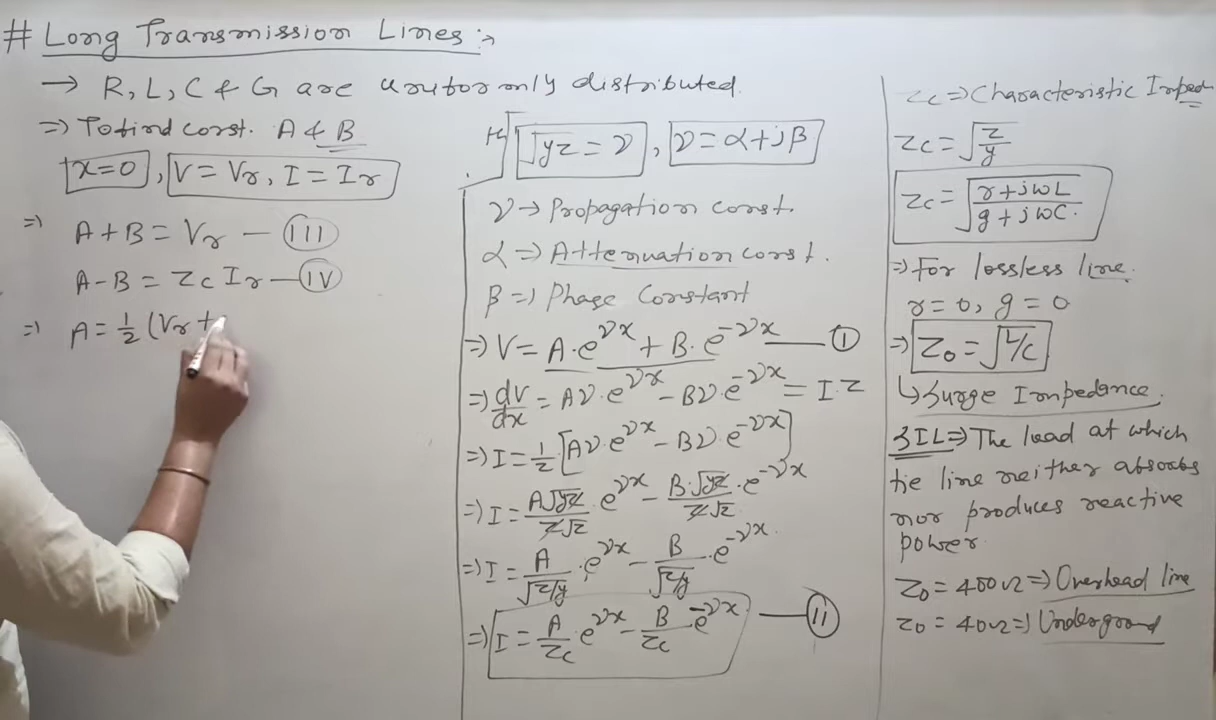 # Long Transmission Lines :→
→ R, L, C & G are uniformly distributed.
⇒ To find const. A & B
x=0, V = Vr, I = Ir
⇒ A + B = Vr — III
A - B = Zc Ir — IV
⇒ A = 1/2 (Vr +
√yz = γ, γ = α + jβ
γ → Propagation const.
α ⇒ Attenuation const.
β ⇒ Phase Constant
⇒ V = A·e^γx + B·e^-γx — I
⇒ dV/dx = Aγ·e^γx - Bγ·e^-γx = I·Z
⇒ I = 1/z [Aγ·e^γx - Bγ·e^-γx]
⇒ I = A√yz/z√z ·e^γx - B·√yz/z√z ·e^-γx
⇒ I = A/√z/y ·e^γx - B/√z/y ·e^-γx
⇒ I = A/Zc ·e^γx - B/Zc ·e^-γx — II
Zc ⇒ Characteristic Imped
Zc = √z/y
Zc = √r+jωL/g+jωC.
⇒ For lossless line.
r = 0, g = 0
⇒ Z0 = √L/C
↳ Surge Impedance.
SIL ⇒ The load at which
the line neither absorbs
nor produces reactive
power.
Z0 = 400Ω ⇒ Overhead line
Z0 = 40Ω ⇒ Underground